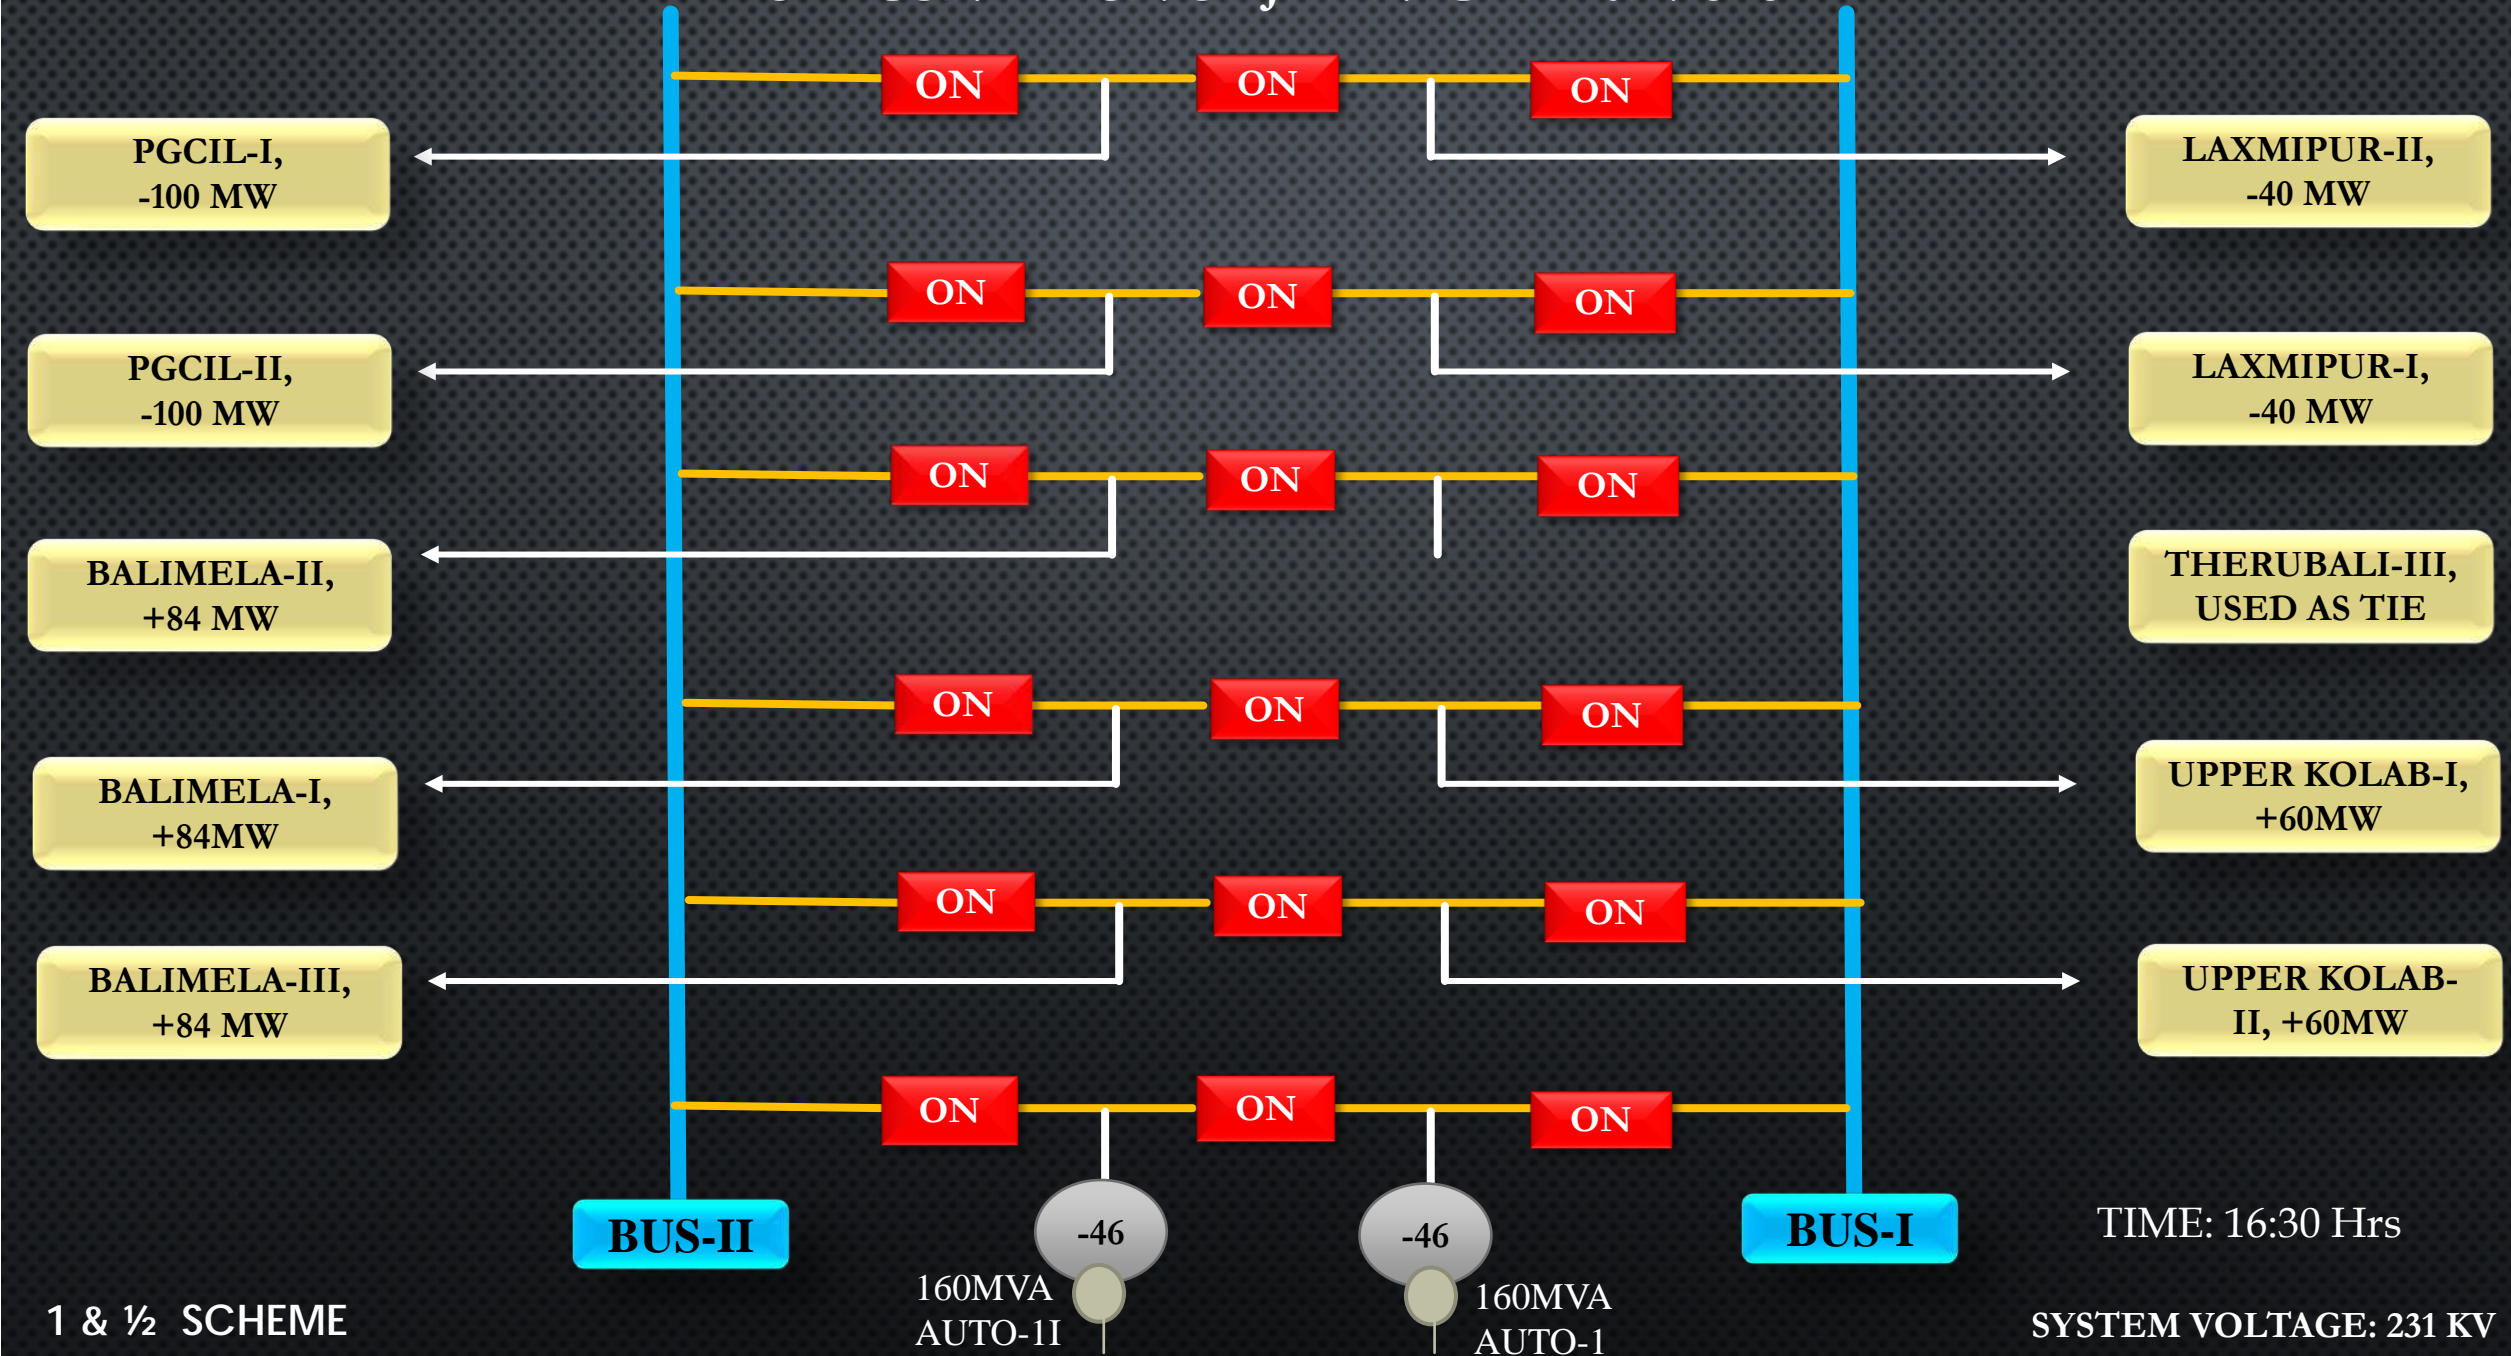 ON
ON
ON
PGCIL-I,
-100 MW
LAXMIPUR-II,
-40 MW
ON
ON
ON
PGCIL-II,
-100 MW
LAXMIPUR-I,
-40 MW
ON
ON
ON
BALIMELA-II,
+84 MW
THERUBALI-III,
USED AS TIE
ON
ON
ON
BALIMELA-I,
+84MW
UPPER KOLAB-I,
+60MW
ON
ON
ON
BALIMELA-III,
+84 MW
UPPER KOLAB-
II, +60MW
ON
ON
ON
BUS-II
-46
-46
BUS-I
TIME: 16:30 Hrs
160MVA
AUTO-1I
160MVA
AUTO-1
1 & ½ SCHEME
SYSTEM VOLTAGE: 231 KV